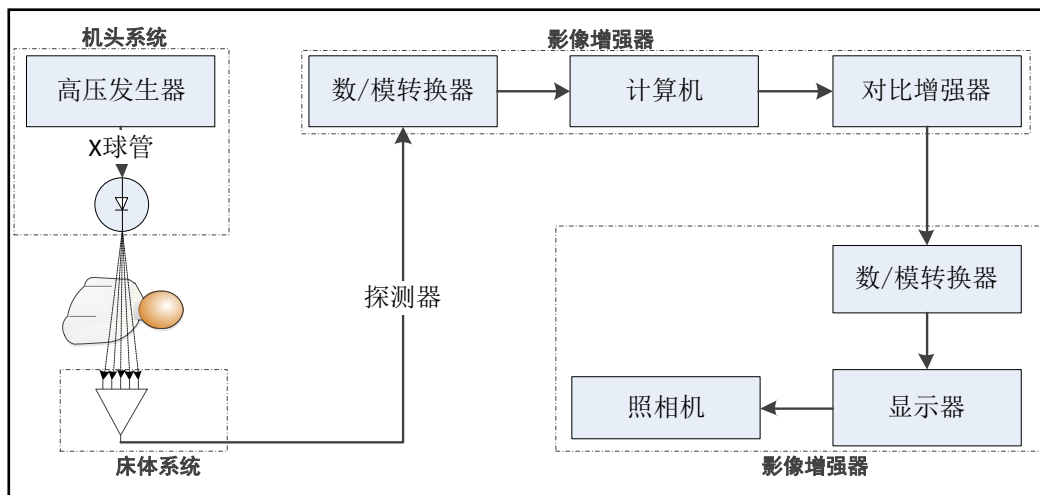 机头系统
高压发生器
X球管
床体系统
探测器
影像增强器
数/模转换器
计算机
对比增强器
数/模转换器
显示器
照相机
影像增强器